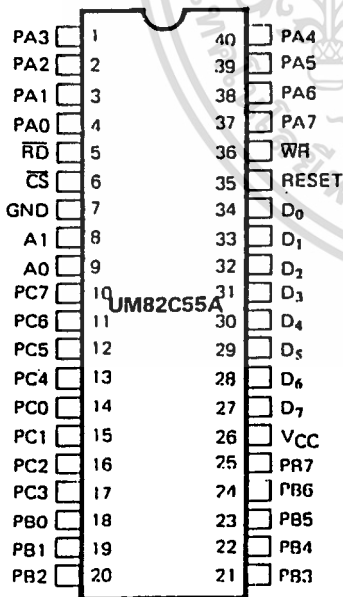 PA3 1 40 PA4
PA2 2 39 PA5
PA1 3 38 PA6
PA0 4 37 PA7
RD 5 36 WR
CS 6 35 RESET
GND 7 34 D0
A1 8 33 D1
A0 9 32 D2
PC7 10 31 D3
UM82C55A
PC6 11 30 D4
PC5 12 29 D5
PC4 13 28 D6
PC0 14 27 D7
PC1 15 26 VCC
PC2 16 25 PB7
PC3 17 24 PB6
PB0 18 23 PB5
PB1 19 22 PB4
PB2 20 21 PB3